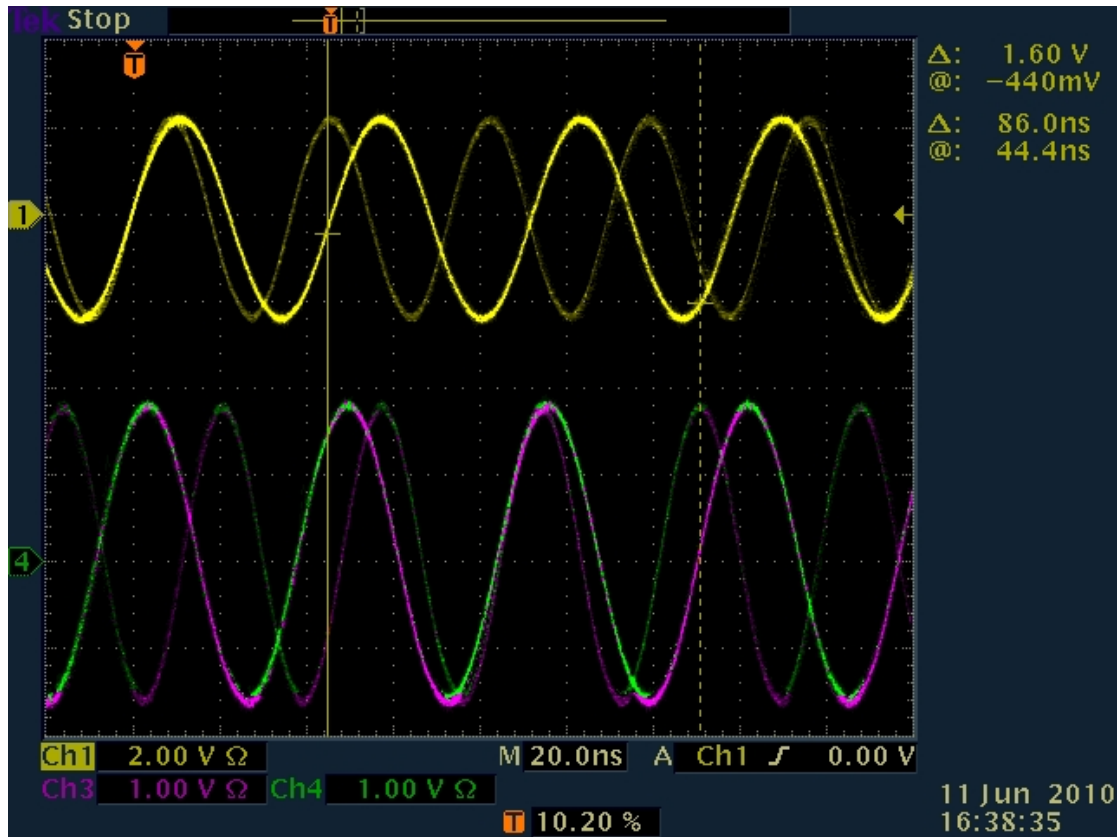 Tek Stop
T
T
Δ: 1.60 V
@: −440mV
Δ: 86.0ns
@: 44.4ns
1
4
Ch1 2.00 V Ω M 20.0ns A Ch1 0.00 V
Ch3 1.00 V Ω Ch4 1.00 V Ω
T 10.20 %
11 Jun 2010
16:38:35